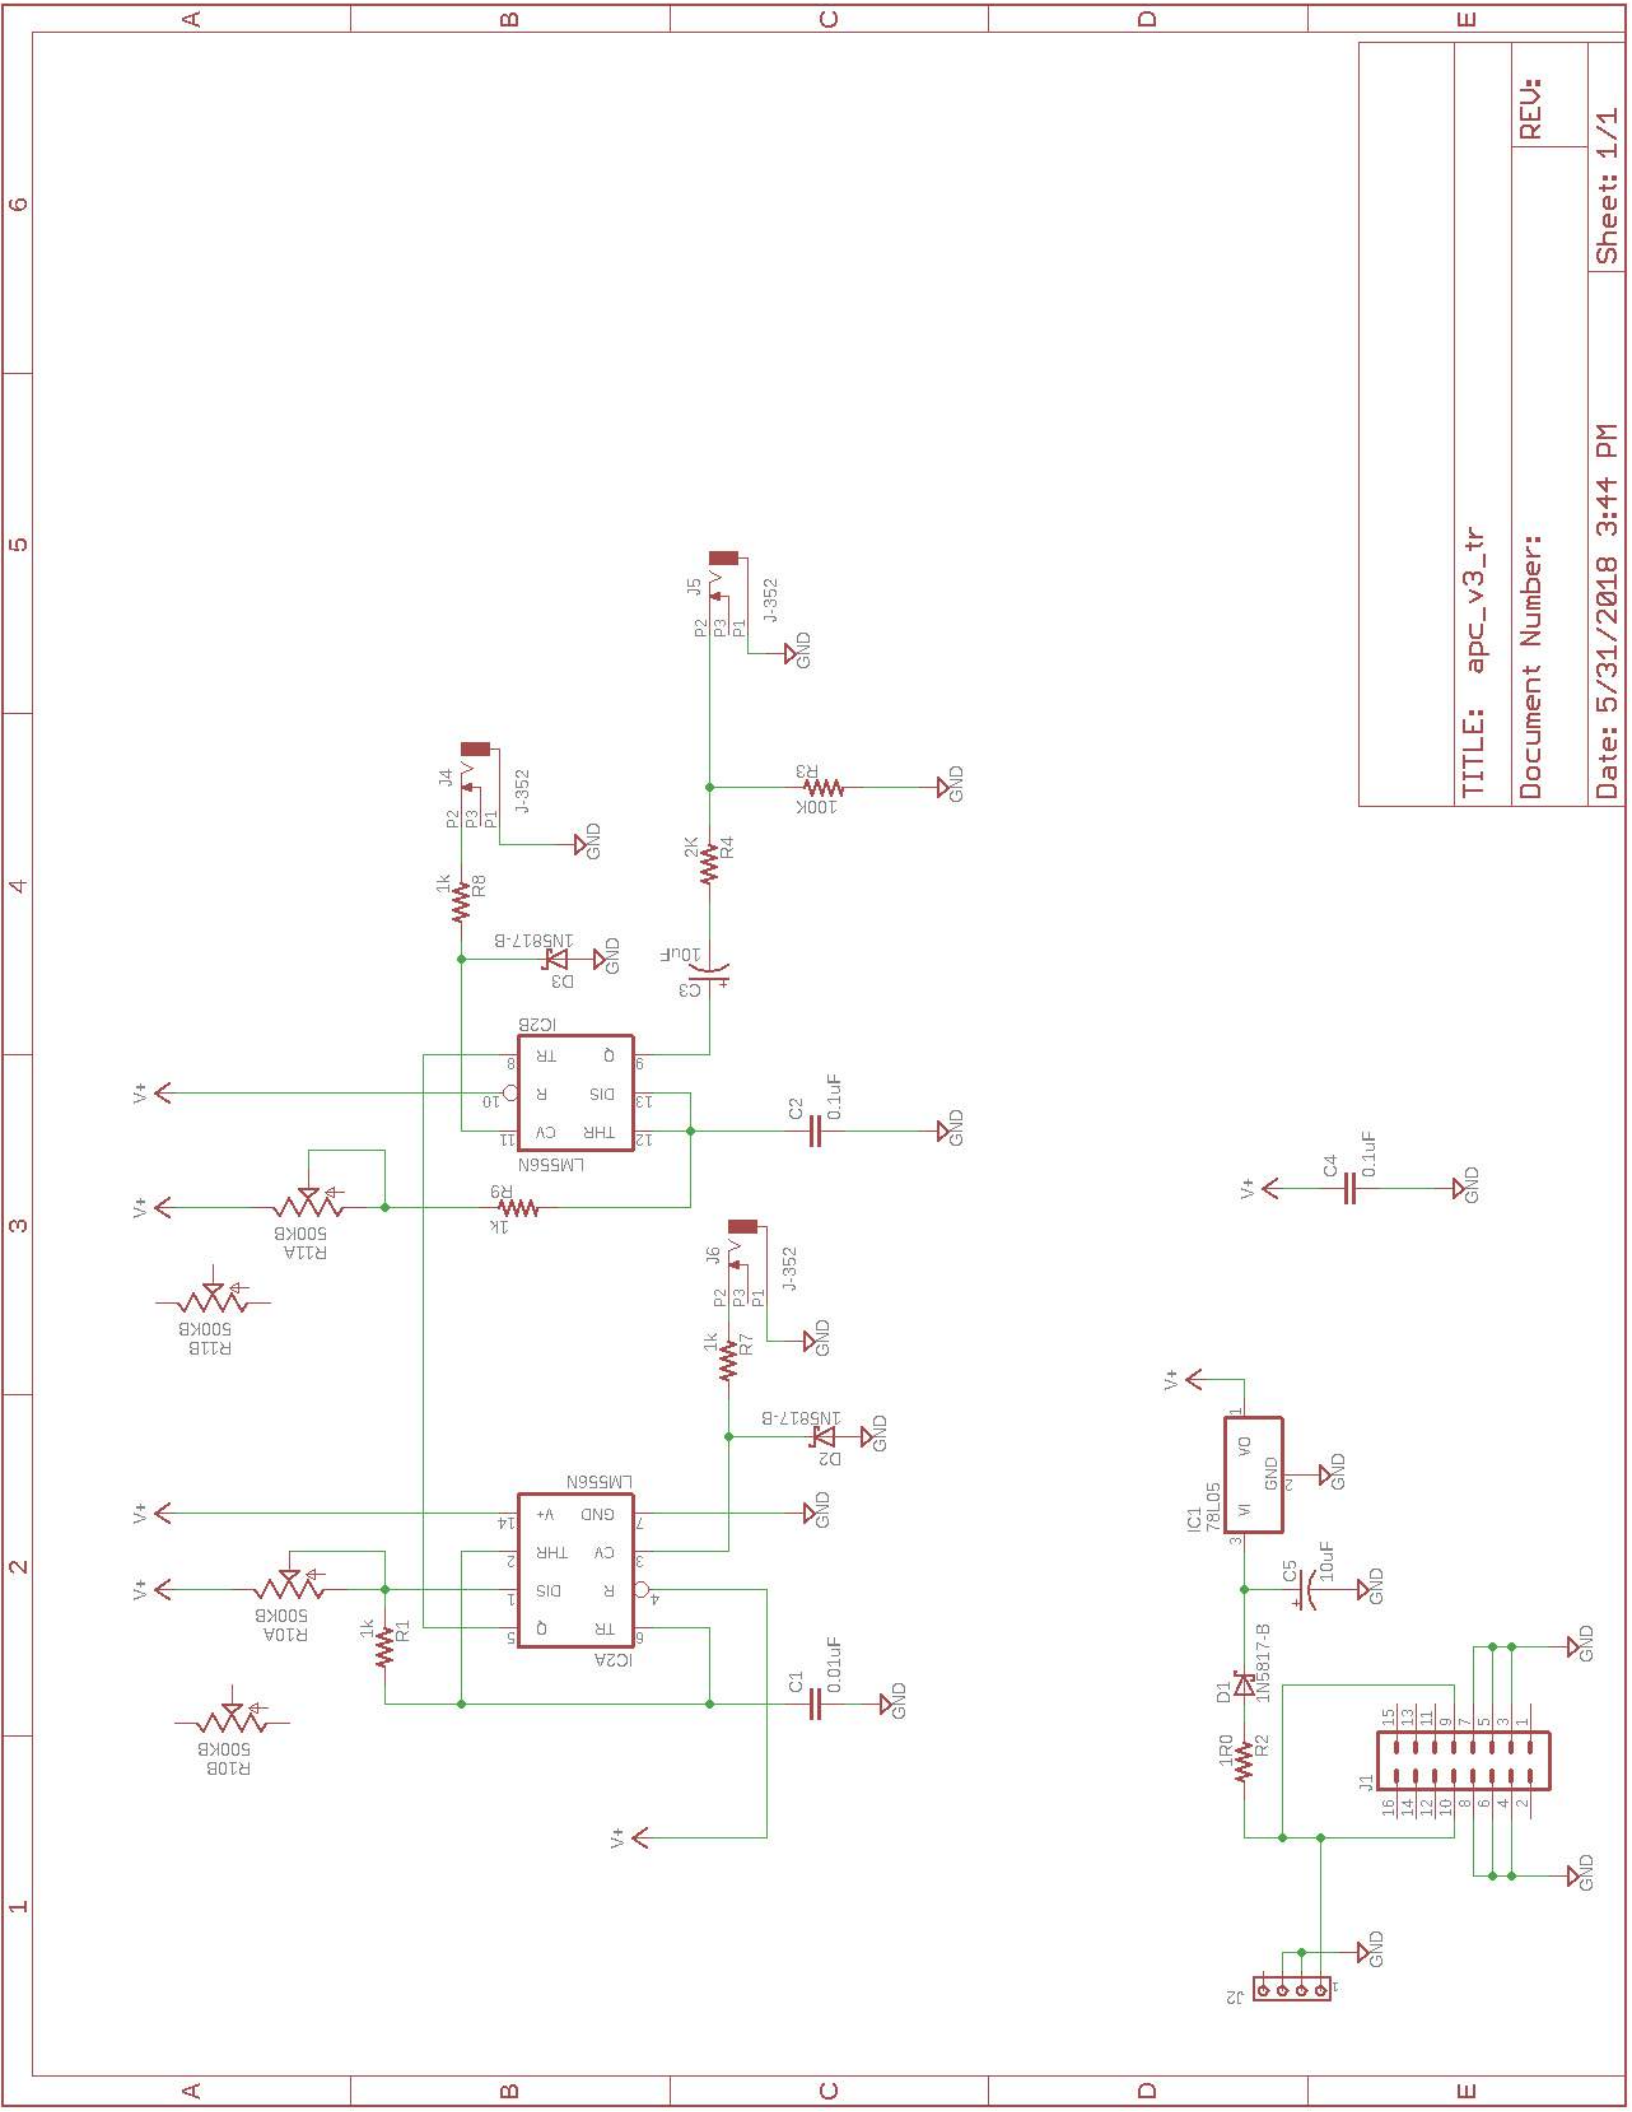 A
B
C
D
E
1
2
3
4
5
6
V+
V+
V+
V+
V+
R10B
500KB
R10A
500KB
R11B
500KB
R11A
500KB
1k
R1
R9
1k
5
1
2
14
Q
DIS
THR
V+
TR
R
CV
GND
6
4
3
7
IC2A
LM556N
V+
C1
0.01uF
GND
GND
D2
1N5817-B
GND
1k
R7
J6
P2
P3
P1
J-352
GND
11
10
8
CV
R
TR
THR
DIS
Q
12
13
9
LM556N
IC2B
C2
0.1uF
GND
D3
1N5817-B
GND
1k
R8
J4
P2
P3
P1
J-352
GND
C3
10uF
2K
R4
R3
100K
GND
J5
P2
P3
P1
J-352
GND
J2
1
GND
1R0
R2
D1
1N5817-B
C5
10uF
GND
IC1
78L05
3
VI
VO
GND
1
2
GND
V+
V+
C4
0.1uF
GND
J1
16
14
12
10
8
6
4
2
15
13
11
9
7
5
3
1
GND
GND
TITLE: apc_v3_tr
Document Number:
REV:
Date: 5/31/2018 3:44 PM
Sheet: 1/1
A
B
C
D
E